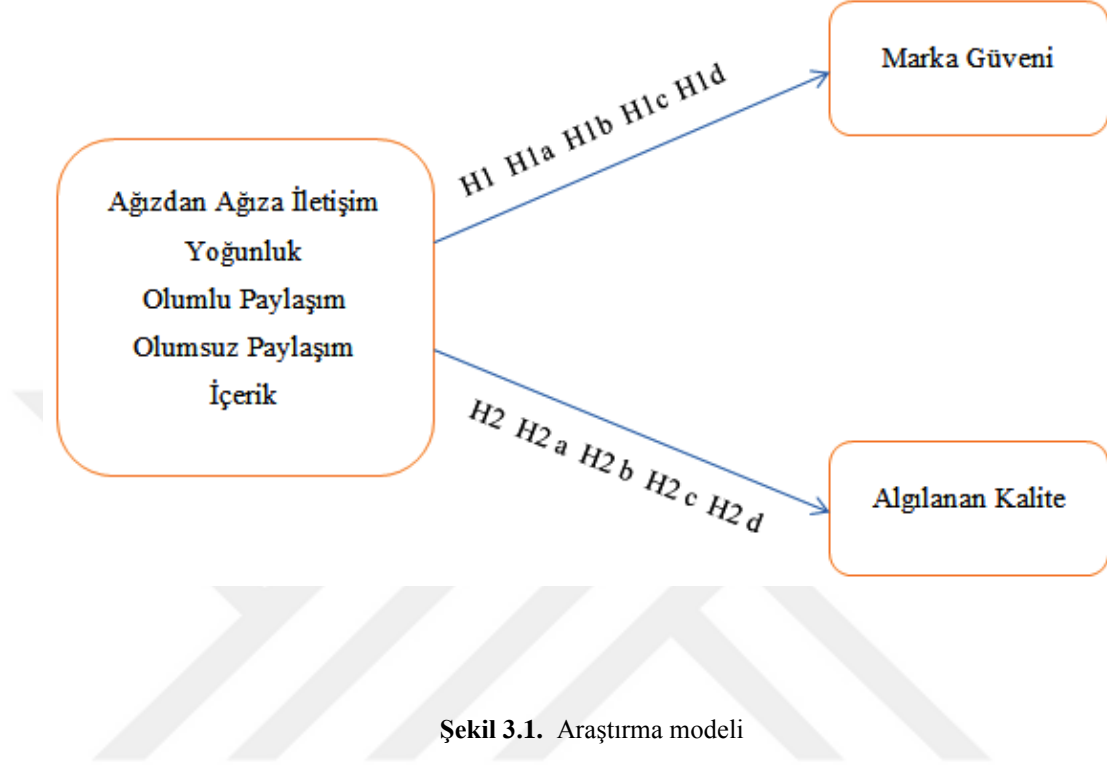 Marka Güveni
H1 H1a H1b H1c H1d
Ağızdan Ağıza İletişim
Yoğunluk
Olumlu Paylaşım
Olumsuz Paylaşım
İçerik
H2 H2 a H2 b H2 c H2 d
Algılanan Kalite
Şekil 3.1. Araştırma modeli